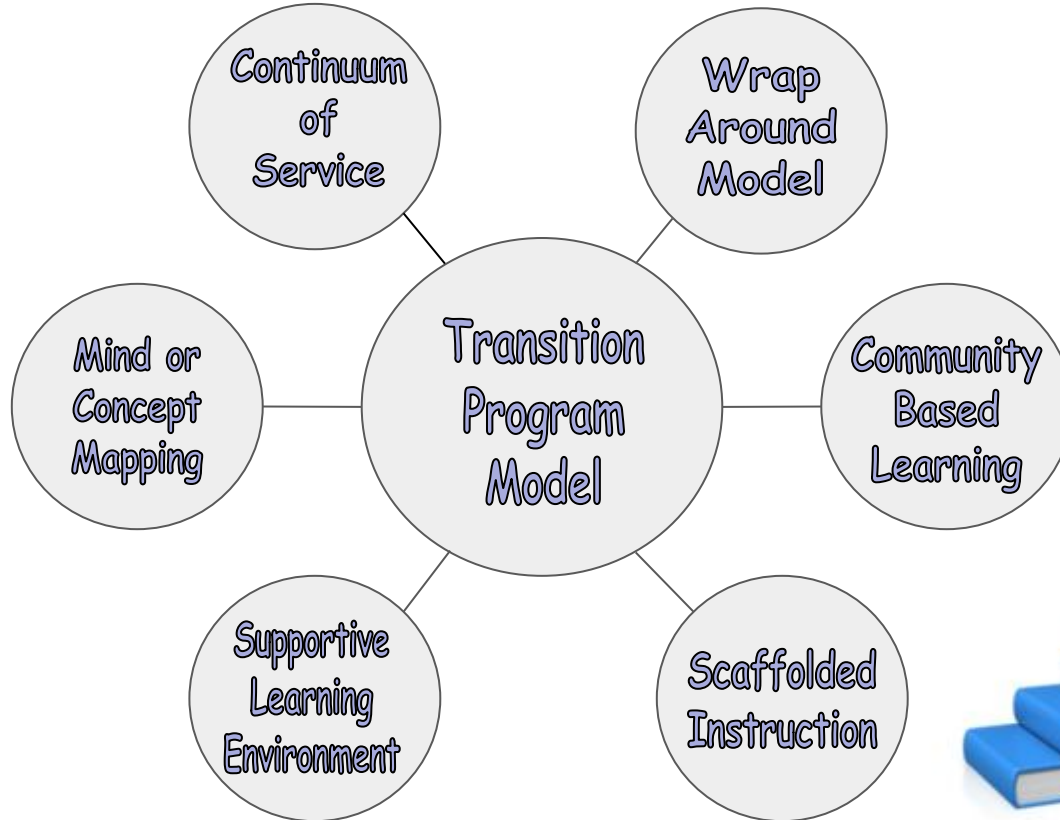 Continuum
of
Service
Wrap
Around
Model
Mind or
Concept
Mapping
Transition
Program
Model
Community
Based
Learning
Supportive
Learning
Environment
Scaffolded
Instruction